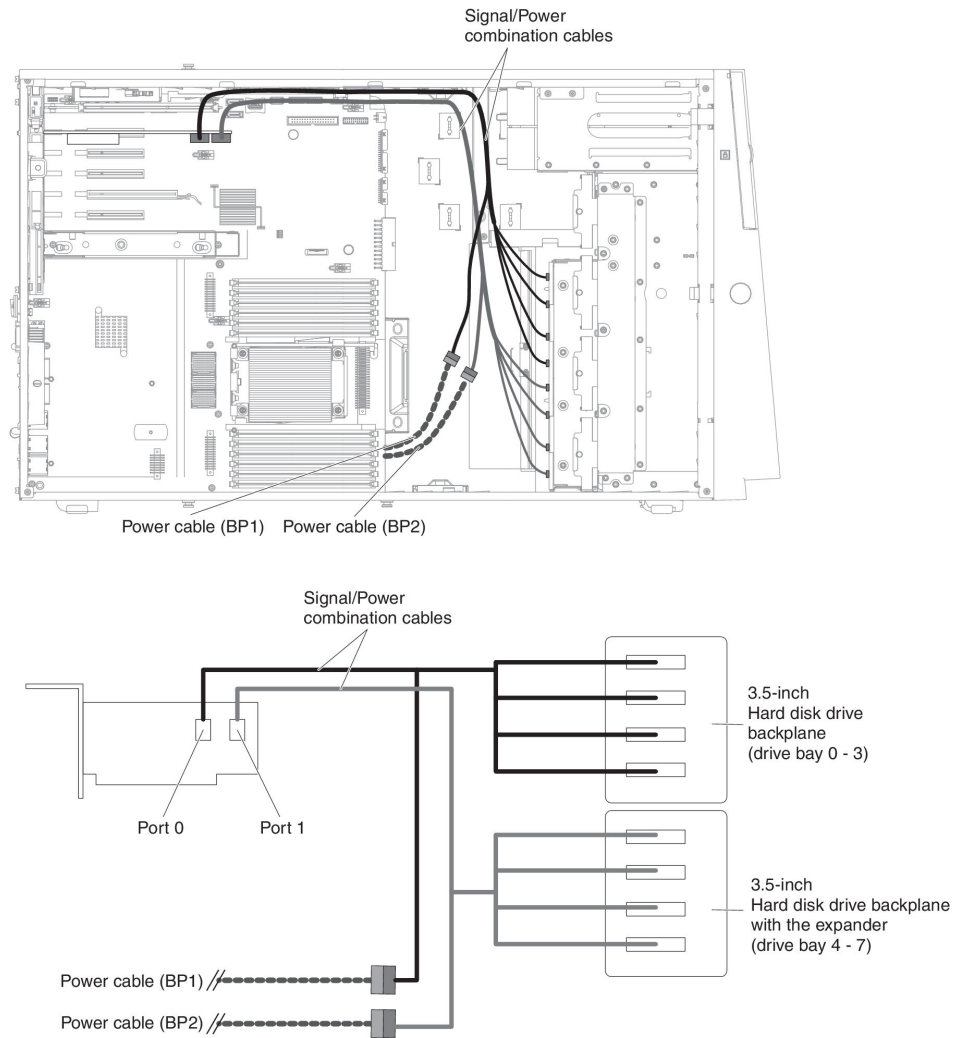 Signal/Power
combination cables
Power cable (BP1)
Power cable (BP2)
Signal/Power
combination cables
3.5-inch
Hard disk drive
backplane
(drive bay 0 - 3)
Port 0
Port 1
3.5-inch
Hard disk drive backplane
with the expander
(drive bay 4 - 7)
Power cable (BP1)
Power cable (BP2)